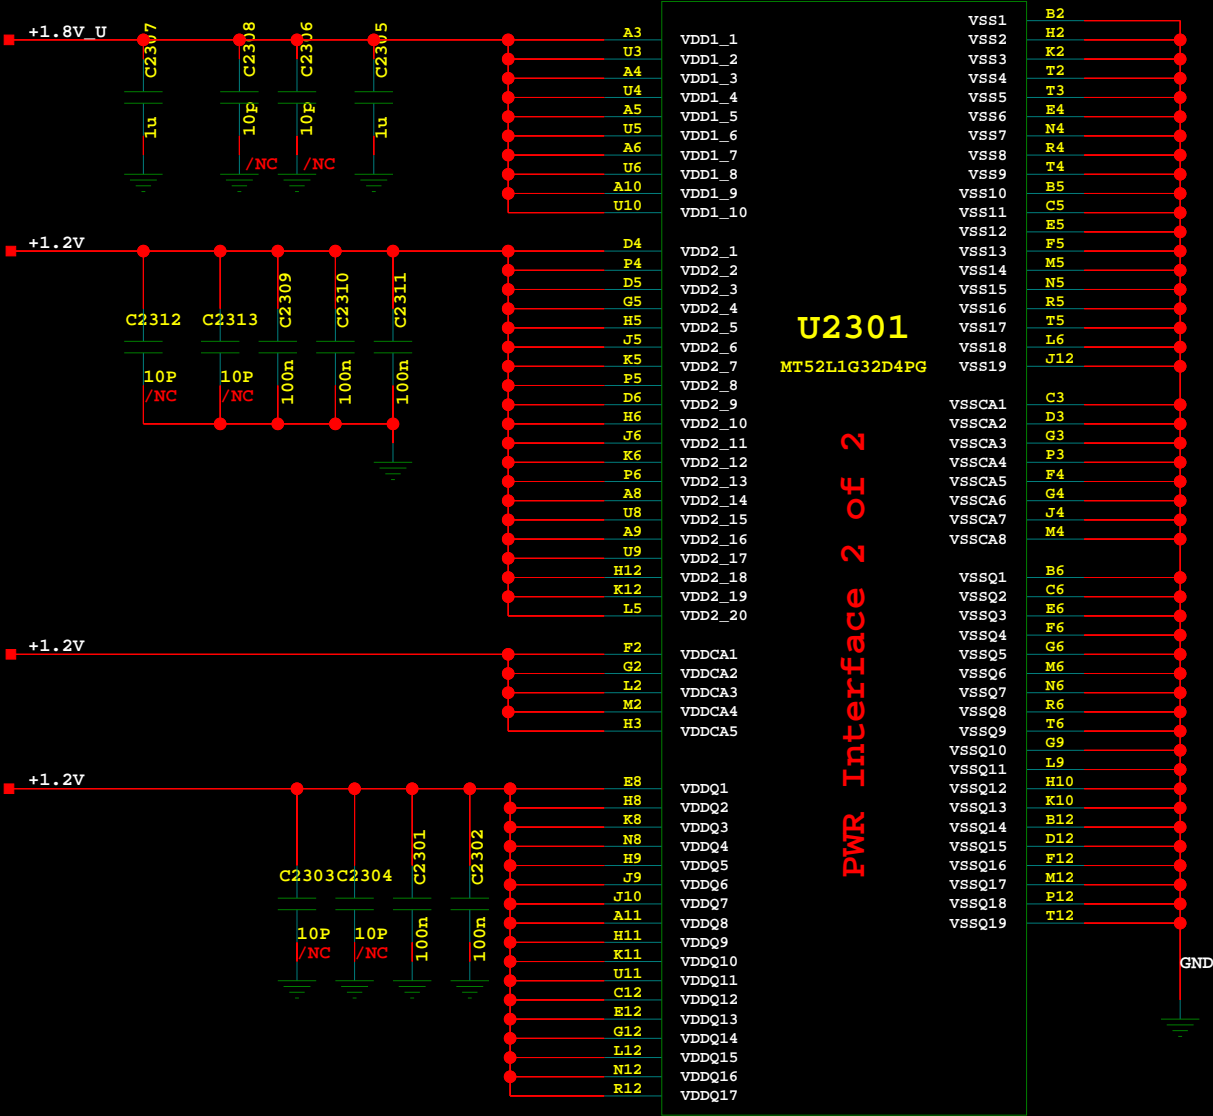 +1.8V_U
C2307
C2308
C2306
C2305
1u
10p
10p
1u
/NC
/NC
A3 VDD1_1
U3 VDD1_2
A4 VDD1_3
U4 VDD1_4
A5 VDD1_5
U5 VDD1_6
A6 VDD1_7
U6 VDD1_8
A10 VDD1_9
U10 VDD1_10
+1.2V
C2312
C2313
C2309
C2310
C2311
10P
10P
100n
100n
100n
/NC
/NC
D4 VDD2_1
P4 VDD2_2
D5 VDD2_3
G5 VDD2_4
H5 VDD2_5
J5 VDD2_6
K5 VDD2_7
P5 VDD2_8
D6 VDD2_9
H6 VDD2_10
J6 VDD2_11
K6 VDD2_12
P6 VDD2_13
A8 VDD2_14
U8 VDD2_15
A9 VDD2_16
U9 VDD2_17
H12 VDD2_18
K12 VDD2_19
L5 VDD2_20
+1.2V
F2 VDDCA1
G2 VDDCA2
L2 VDDCA3
M2 VDDCA4
H3 VDDCA5
+1.2V
C2303
C2304
C2301
C2302
10P
10P
100n
100n
/NC
/NC
E8 VDDQ1
H8 VDDQ2
K8 VDDQ3
N8 VDDQ4
H9 VDDQ5
J9 VDDQ6
J10 VDDQ7
A11 VDDQ8
H11 VDDQ9
K11 VDDQ10
U11 VDDQ11
C12 VDDQ12
E12 VDDQ13
G12 VDDQ14
L12 VDDQ15
N12 VDDQ16
R12 VDDQ17
U2301
MT52L1G32D4PG
PWR Interface 2 of 2
VSS1 B2
VSS2 H2
VSS3 K2
VSS4 T2
VSS5 T3
VSS6 E4
VSS7 N4
VSS8 R4
VSS9 T4
VSS10 B5
VSS11 C5
VSS12 E5
VSS13 F5
VSS14 M5
VSS15 N5
VSS16 R5
VSS17 T5
VSS18 L6
VSS19 J12
VSSCA1 C3
VSSCA2 D3
VSSCA3 G3
VSSCA4 P3
VSSCA5 F4
VSSCA6 G4
VSSCA7 J4
VSSCA8 M4
VSSQ1 B6
VSSQ2 C6
VSSQ3 E6
VSSQ4 F6
VSSQ5 G6
VSSQ6 M6
VSSQ7 N6
VSSQ8 R6
VSSQ9 T6
VSSQ10 G9
VSSQ11 L9
VSSQ12 H10
VSSQ13 K10
VSSQ14 B12
VSSQ15 D12
VSSQ16 F12
VSSQ17 M12
VSSQ18 P12
VSSQ19 T12
GND